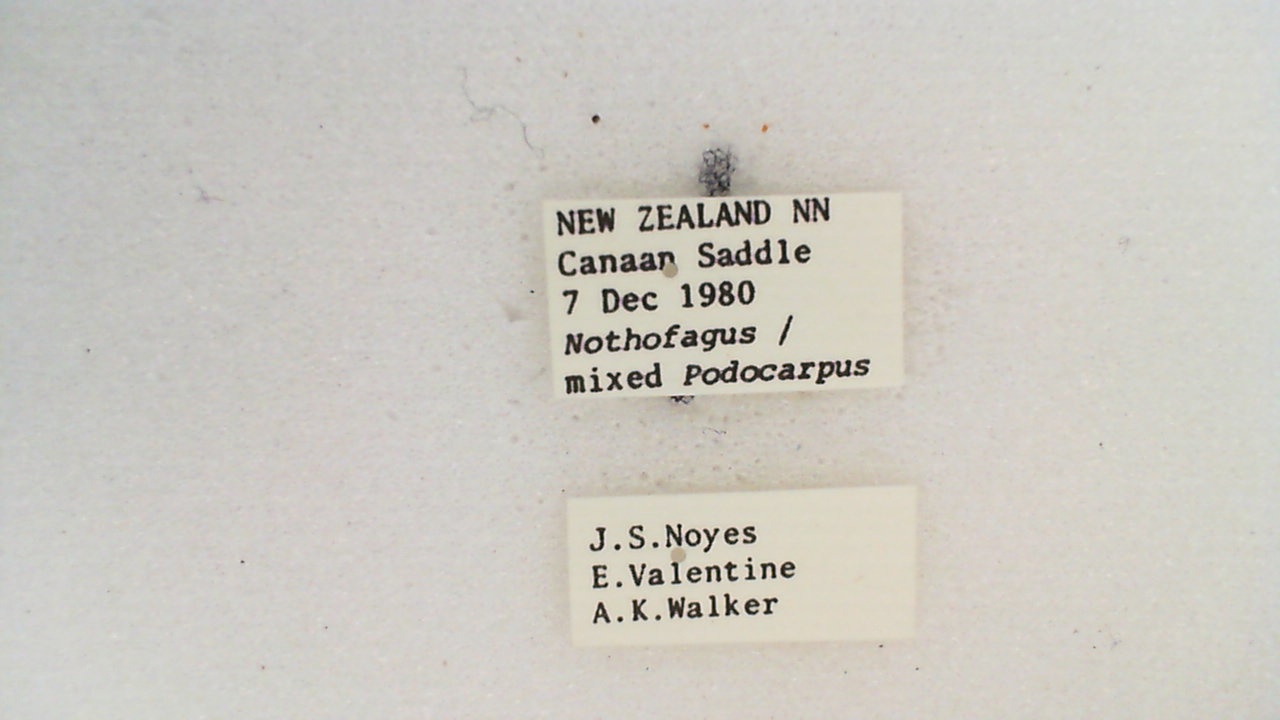 NEW ZEALAND NN
Canaan Saddle
7 Dec 1980
Nothofagus /
mixed Podocarpus
J.S.Noyes
E.Valentine
A.K.Walker